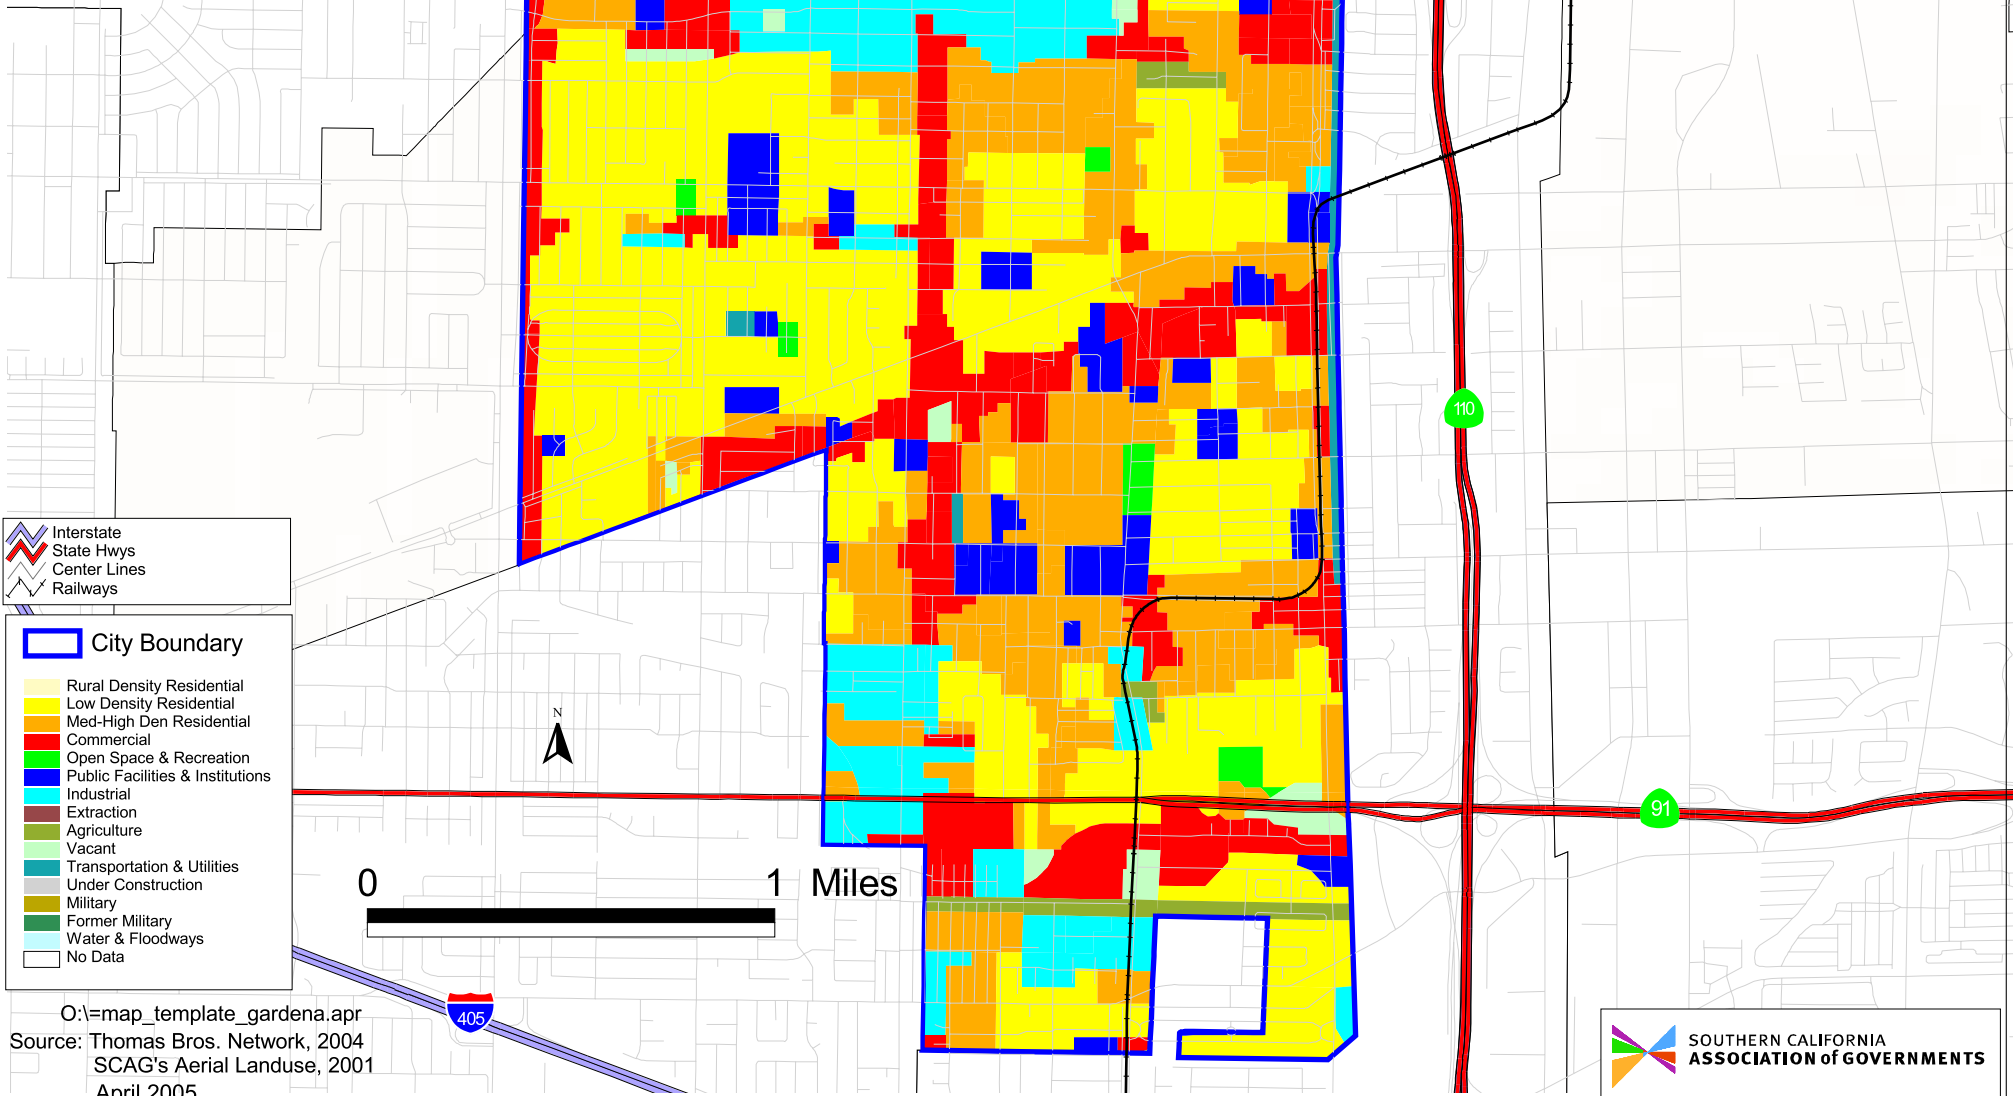 110
Interstate
State Hwys
Center Lines
Railways
City Boundary
Rural Density Residential
Low Density Residential
Med-High Den Residential
Commercial
Open Space & Recreation
Public Facilities & Institutions
Industrial
Extraction
Agriculture
Vacant
Transportation & Utilities
Under Construction
Military
Former Military
Water & Floodways
No Data
N
91
0 1 Miles
405
O:\=map_template_gardena.apr
Source: Thomas Bros. Network, 2004
SCAG's Aerial Landuse, 2001
April 2005
SOUTHERN CALIFORNIA
ASSOCIATION of GOVERNMENTS